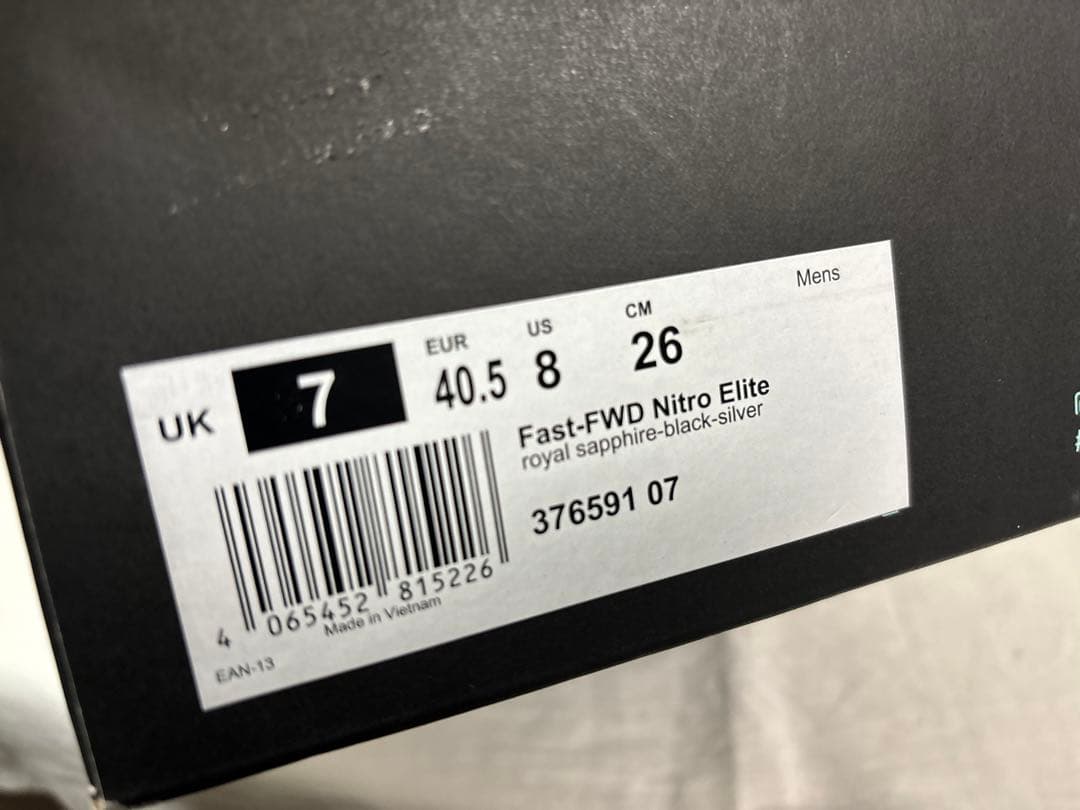 Mens
UK 7
EUR 40.5
US 8
CM 26
Fast-FWD Nitro Elite
royal sapphire-black-silver
376591 07
4 065452 815226
Made in Vietnam
EAN-13